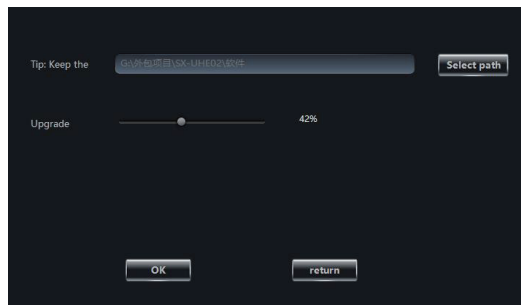 Tip: Keep the G:\外包项目\SX-UHE02\软件 Select path
Upgrade 42%
OK return